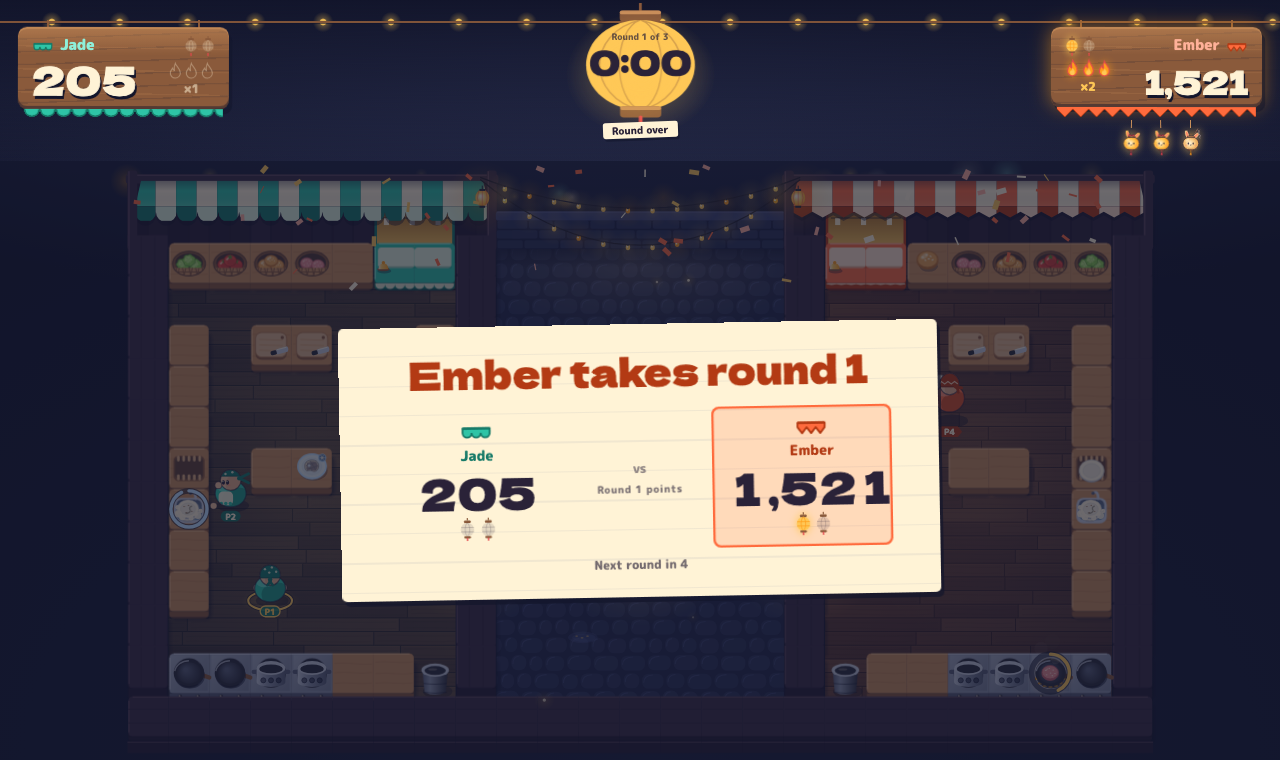 Jade
205
×1
Round 1 of 3
0:00
Round over
Ember
×2
1,521
Ember takes round 1
Jade
205
vs
Round 1 points
Ember
1,521
Next round in 4
P2
P1
P4